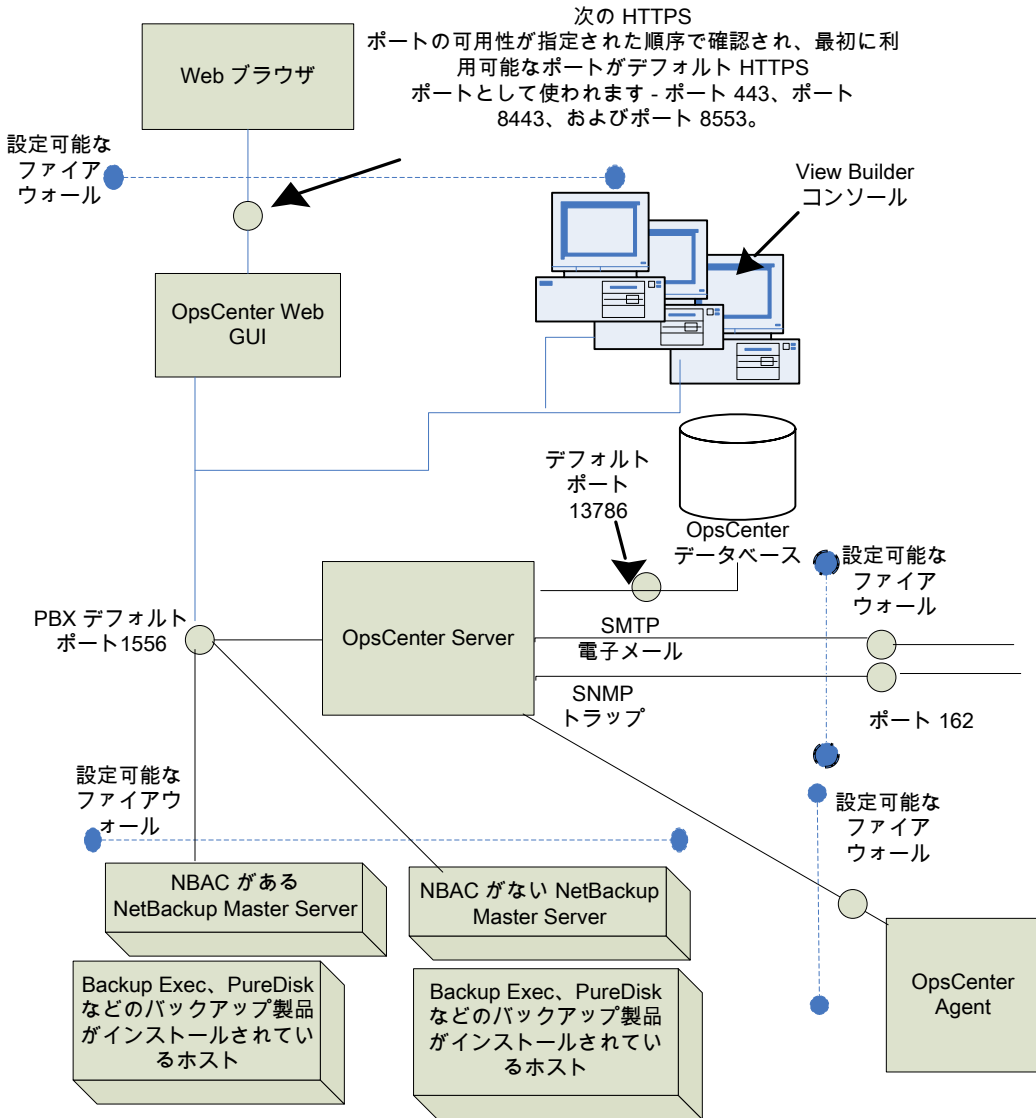 次の HTTPS
ポートの可用性が指定された順序で確認され、最初に利
用可能なポートがデフォルト HTTPS
ポートとして使われます - ポート 443、ポート
8443、およびポート 8553。
Web ブラウザ
設定可能な
ファイア
ウォール
View Builder
コンソール
OpsCenter Web
GUI
デフォルト
ポート
13786
OpsCenter
データベース
設定可能な
ファイア
ウォール
PBX デフォルト
ポート1556
OpsCenter Server
SMTP
電子メール
SNMP
トラップ
ポート 162
設定可能な
ファイアウ
ォール
設定可能な
ファイア
ウォール
NBAC がある
NetBackup Master Server
NBAC がない NetBackup
Master Server
Backup Exec、PureDisk
などのバックアップ製品
がインストールされてい
るホスト
Backup Exec、PureDisk
などのバックアップ製品
がインストールされてい
るホスト
OpsCenter
Agent